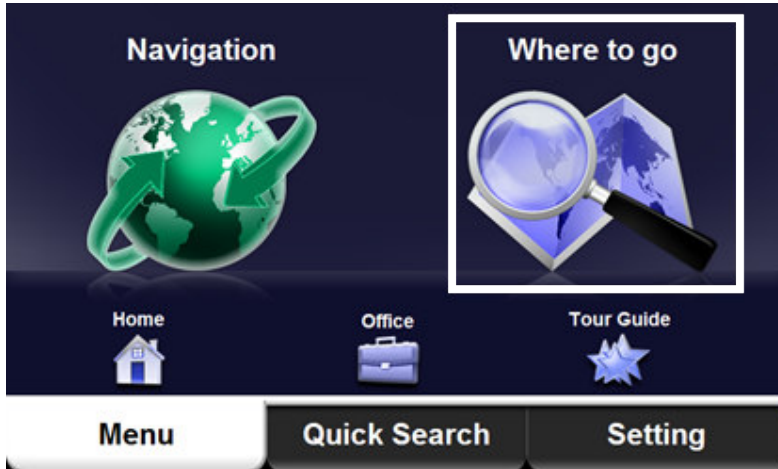 Navigation
Where to go
Home
Office
Tour Guide
Menu
Quick Search
Setting